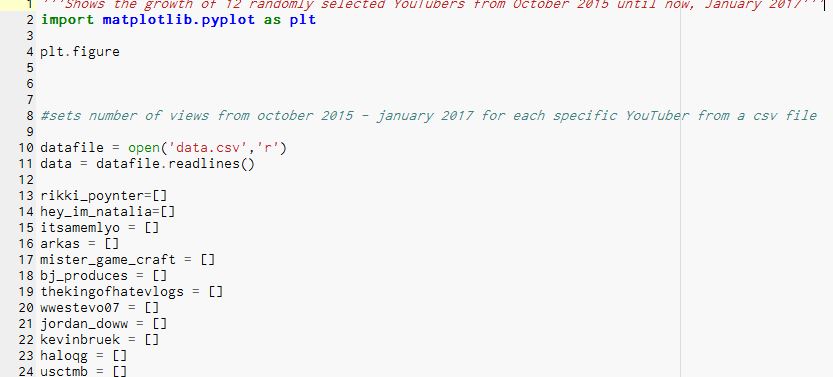 1 '''Shows the growth of 12 randomly selected YouTubers from October 2015 until now, January 2017'''
2 import matplotlib.pyplot as plt
3
4 plt.figure
5
6
7
8 #sets number of views from october 2015 - january 2017 for each specific YouTuber from a csv file
9
10 datafile = open('data.csv','r')
11 data = datafile.readlines()
12
13 rikki_poynter=[]
14 hey_im_natalia=[]
15 itsamemlyo = []
16 arkas = []
17 mister_game_craft = []
18 bj_produces = []
19 thekingofhatevlogs = []
20 wwestevo07 = []
21 jordan_doww = []
22 kevinbruek = []
23 haloqg = []
24 usctmb = []